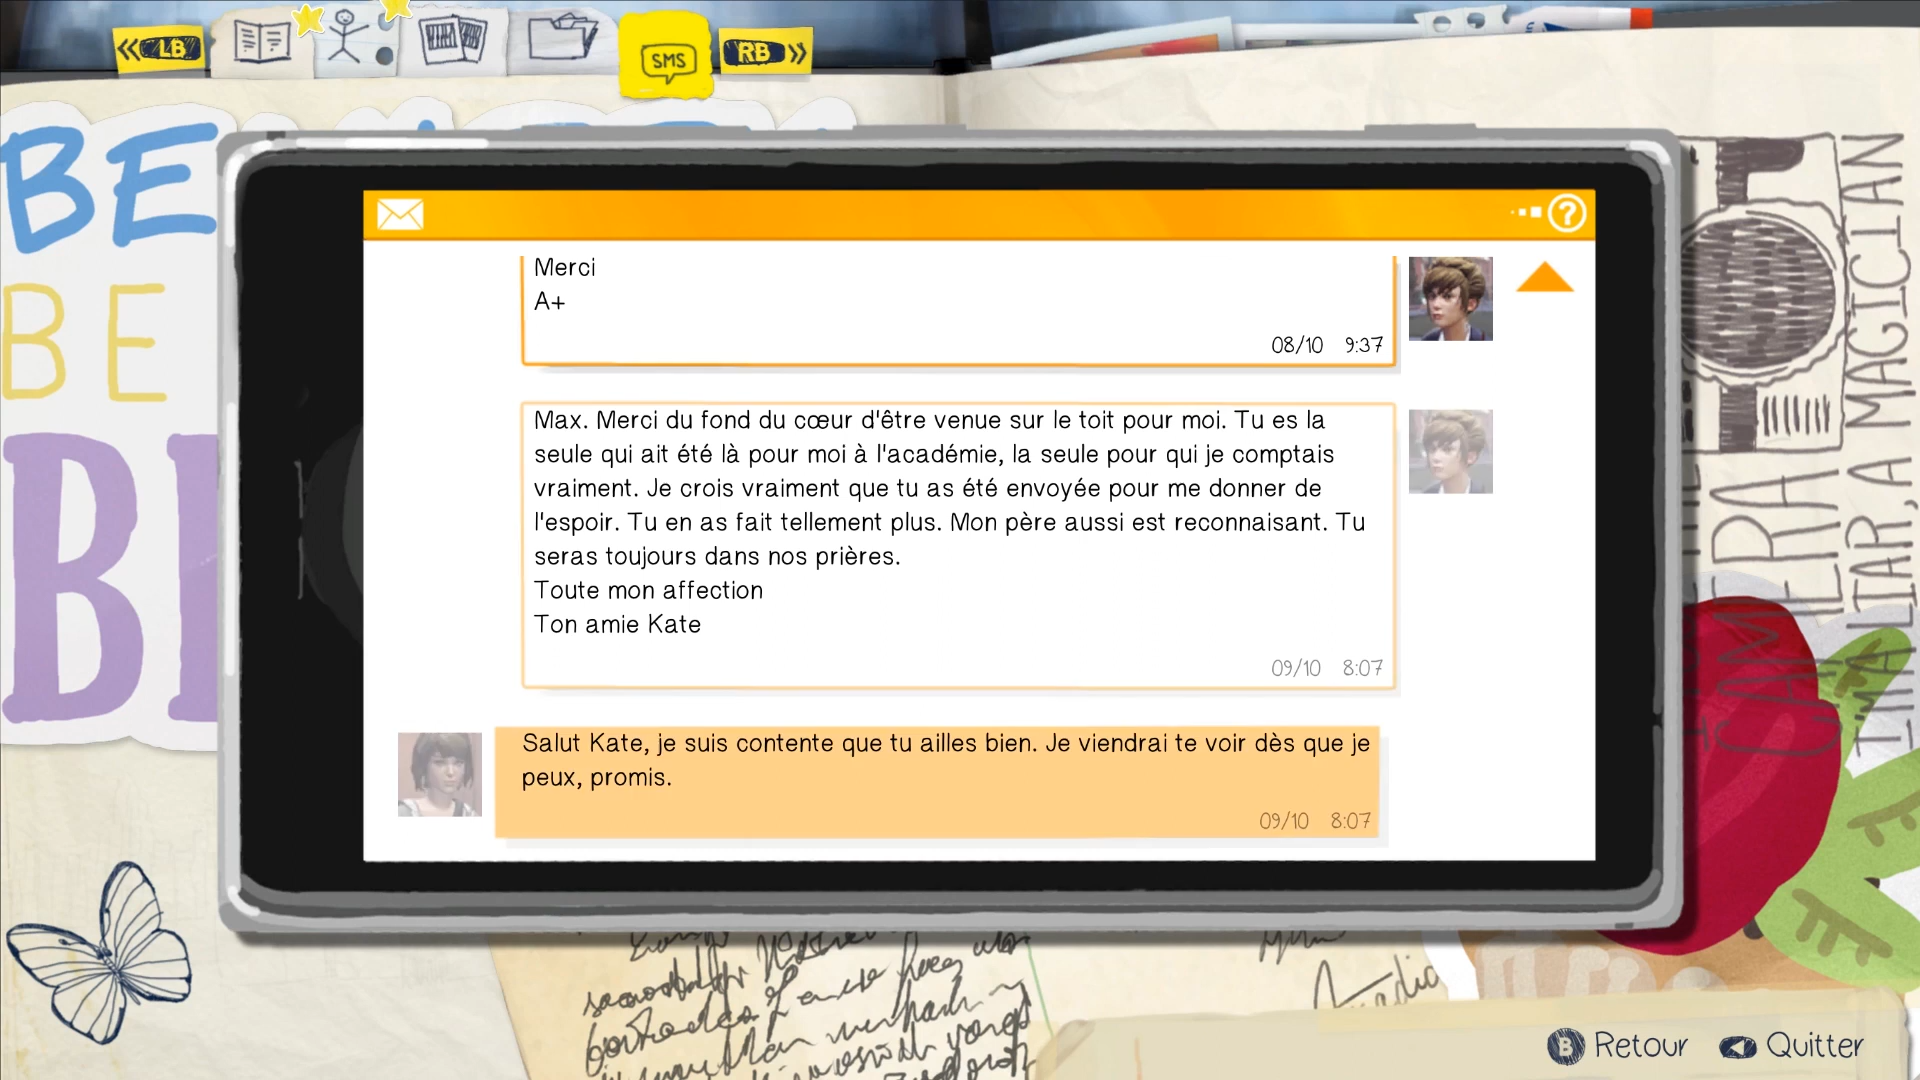 LB
SMS
RB
BE
BE
Merci
A+
08/10 9:37
Max. Merci du fond du cœur d'être venue sur le toit pour moi. Tu es la
seule qui ait été là pour moi à l'académie, la seule pour qui je comptais
vraiment. Je crois vraiment que tu as été envoyée pour me donner de
l'espoir. Tu en as fait tellement plus. Mon père aussi est reconnaisant. Tu
seras toujours dans nos prières.
Toute mon affection
Ton amie Kate
09/10 8:07
Salut Kate, je suis contente que tu ailles bien. Je viendrai te voir dès que je
peux, promis.
09/10 8:07
CAMERA
LIAR, A MAGICIAN
B Retour
Quitter